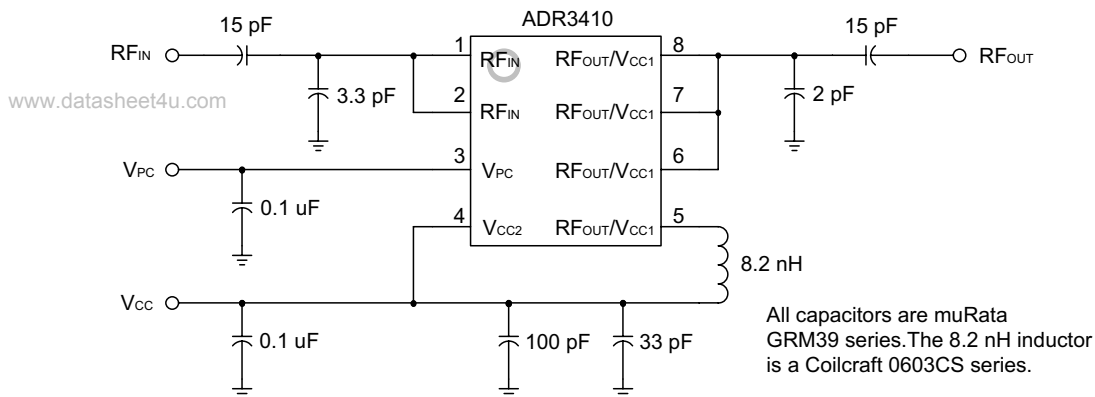 ADR3410
15 pF
15 pF
RFIN
1
RFIN
RFOUT/VCC1
8
RFOUT
www.datasheet4u.com
3.3 pF
2
RFIN
RFOUT/VCC1
7
2 pF
VPC
3
VPC
RFOUT/VCC1
6
0.1 uF
4
VCC2
RFOUT/VCC1
5
8.2 nH
VCC
0.1 uF
100 pF
33 pF
All capacitors are muRata
GRM39 series.The 8.2 nH inductor
is a Coilcraft 0603CS series.